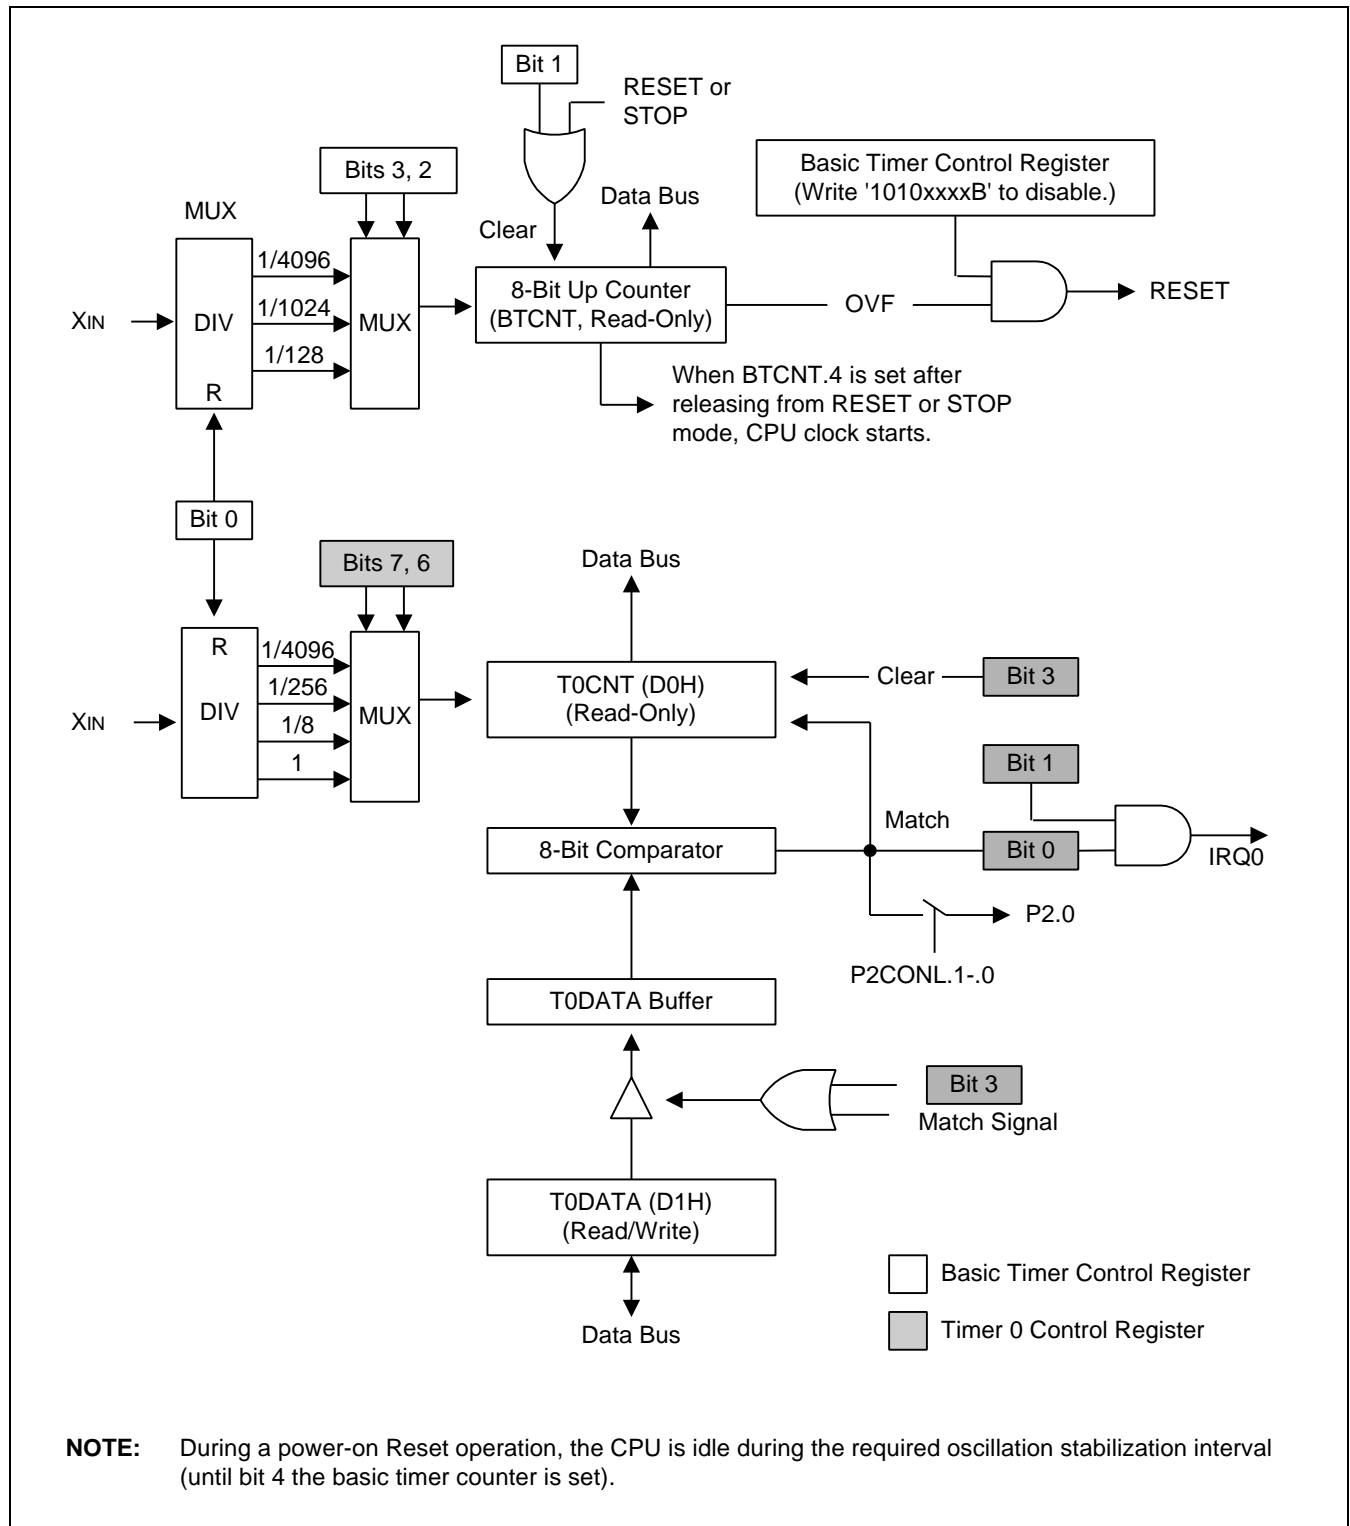 Bit 1
RESET or
STOP
Bits 3, 2
Basic Timer Control Register
(Write '1010xxxxB' to disable.)
MUX
Data Bus
Clear
1/4096
1/1024
1/128
XIN
DIV
R
MUX
8-Bit Up Counter
(BTCNT, Read-Only)
OVF
RESET
When BTCNT.4 is set after
releasing from RESET or STOP
mode, CPU clock starts.
Bit 0
Bits 7, 6
Data Bus
R
1/4096
1/256
1/8
1
XIN
DIV
MUX
T0CNT (D0H)
(Read-Only)
Clear
Bit 3
Bit 1
Match
8-Bit Comparator
Bit 0
IRQ0
P2.0
P2CONL.1-.0
T0DATA Buffer
Bit 3
Match Signal
T0DATA (D1H)
(Read/Write)
Data Bus
Basic Timer Control Register
Timer 0 Control Register
NOTE: During a power-on Reset operation, the CPU is idle during the required oscillation stabilization interval
(until bit 4 the basic timer counter is set).